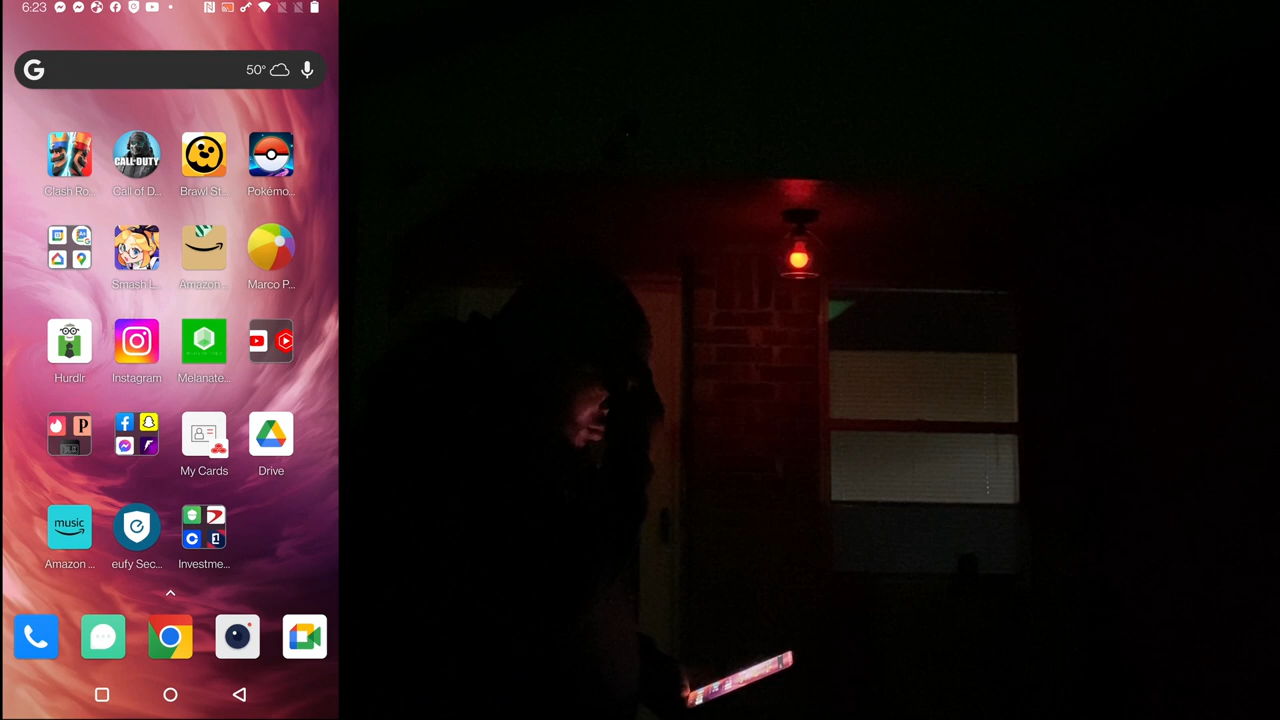 6:23
50°
CALL·DUTY
Clash Ro...
Call of D...
Brawl St...
Pokémo...
Smash L...
Amazon ...
Marco P...
Hurdlr
Instagram
Melanate...
P
My Cards
Drive
music
Amazon ...
eufy Sec...
Investme...